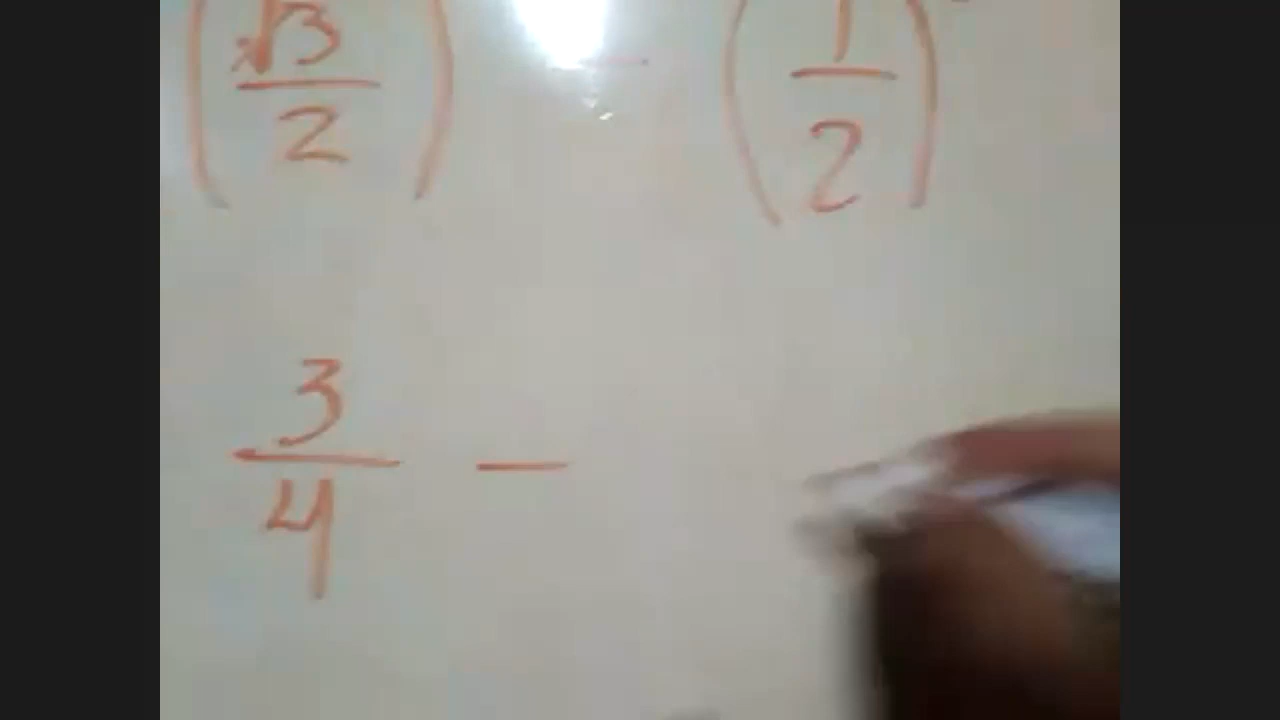 (√3/2) − (1/2)
3/4 −